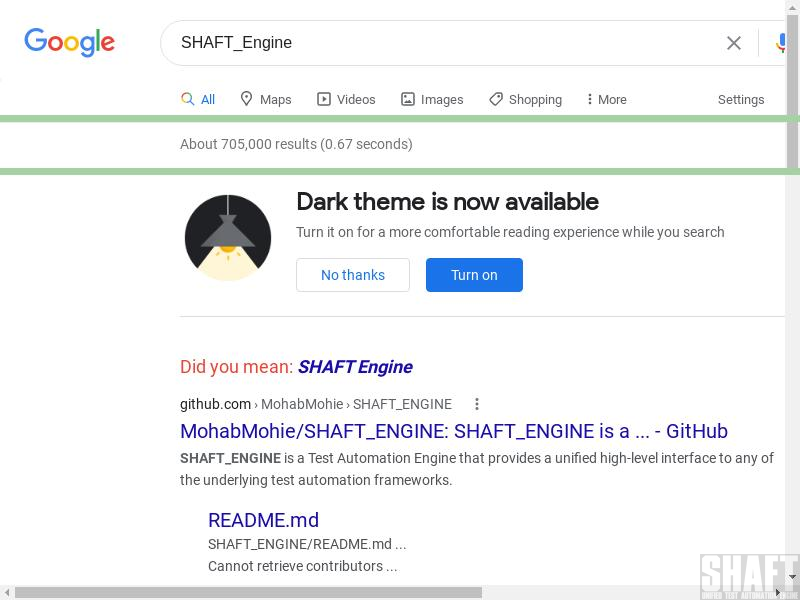 Google
SHAFT_Engine
All Maps Videos Images Shopping More Settings
About 705,000 results (0.67 seconds)
Dark theme is now available
Turn it on for a more comfortable reading experience while you search
No thanks Turn on
Did you mean: SHAFT Engine
github.com › MohabMohie › SHAFT_ENGINE
MohabMohie/SHAFT_ENGINE: SHAFT_ENGINE is a ... - GitHub
SHAFT_ENGINE is a Test Automation Engine that provides a unified high-level interface to any of
the underlying test automation frameworks.
README.md
SHAFT_ENGINE/README.md ...
Cannot retrieve contributors ...
SHAFT